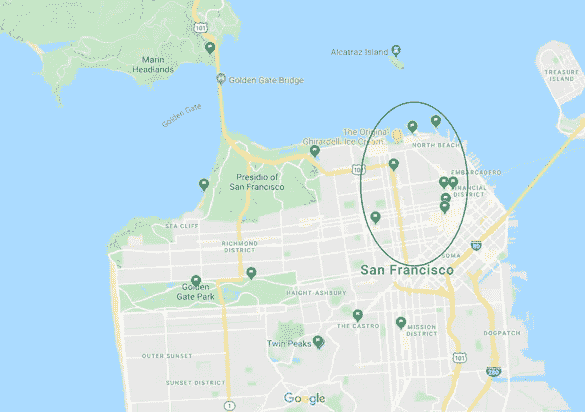 101
Marin
Headlands
Alcatraz Island
Golden Gate Bridge
TREASURE
ISLAND
Golden Gate
The Original
Ghirardelli Ice Cream...
NORTH BEACH
101
EMBARCADERO
Presidio of
San Francisco
FINANCIAL
DISTRICT
SEA CLIFF
RICHMOND
DISTRICT
SOMA
80
San Francisco
Golden
Gate Park
HAIGHT-ASHBURY
THE CASTRO
MISSION
DISTRICT
DOGPATCH
Twin Peaks
OUTER SUNSET
101
280
SUNSET DISTRICT
Google
1